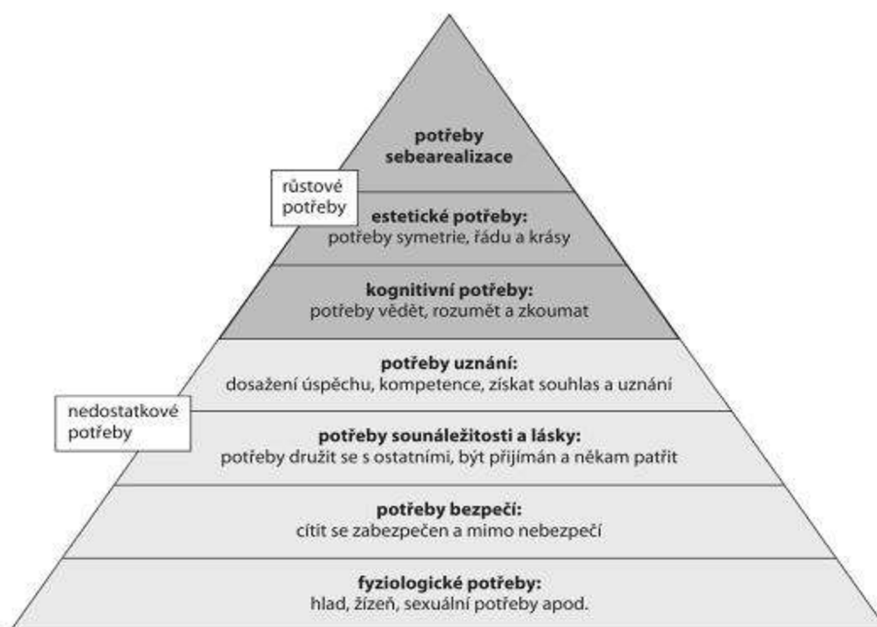 potřeby
sebearealizace
růstové
potřeby
estetické potřeby:
potřeby symetrie, řádu a krásy
kognitivní potřeby:
potřeby vědět, rozumět a zkoumat
potřeby uznání:
dosažení úspěchu, kompetence, získat souhlas a uznání
nedostatkové
potřeby
potřeby sounáležitosti a lásky:
potřeby družit se s ostatními, být přijímán a někam patřit
potřeby bezpečí:
cítit se zabezpečen a mimo nebezpečí
fyziologické potřeby:
hlad, žízeň, sexuální potřeby apod.